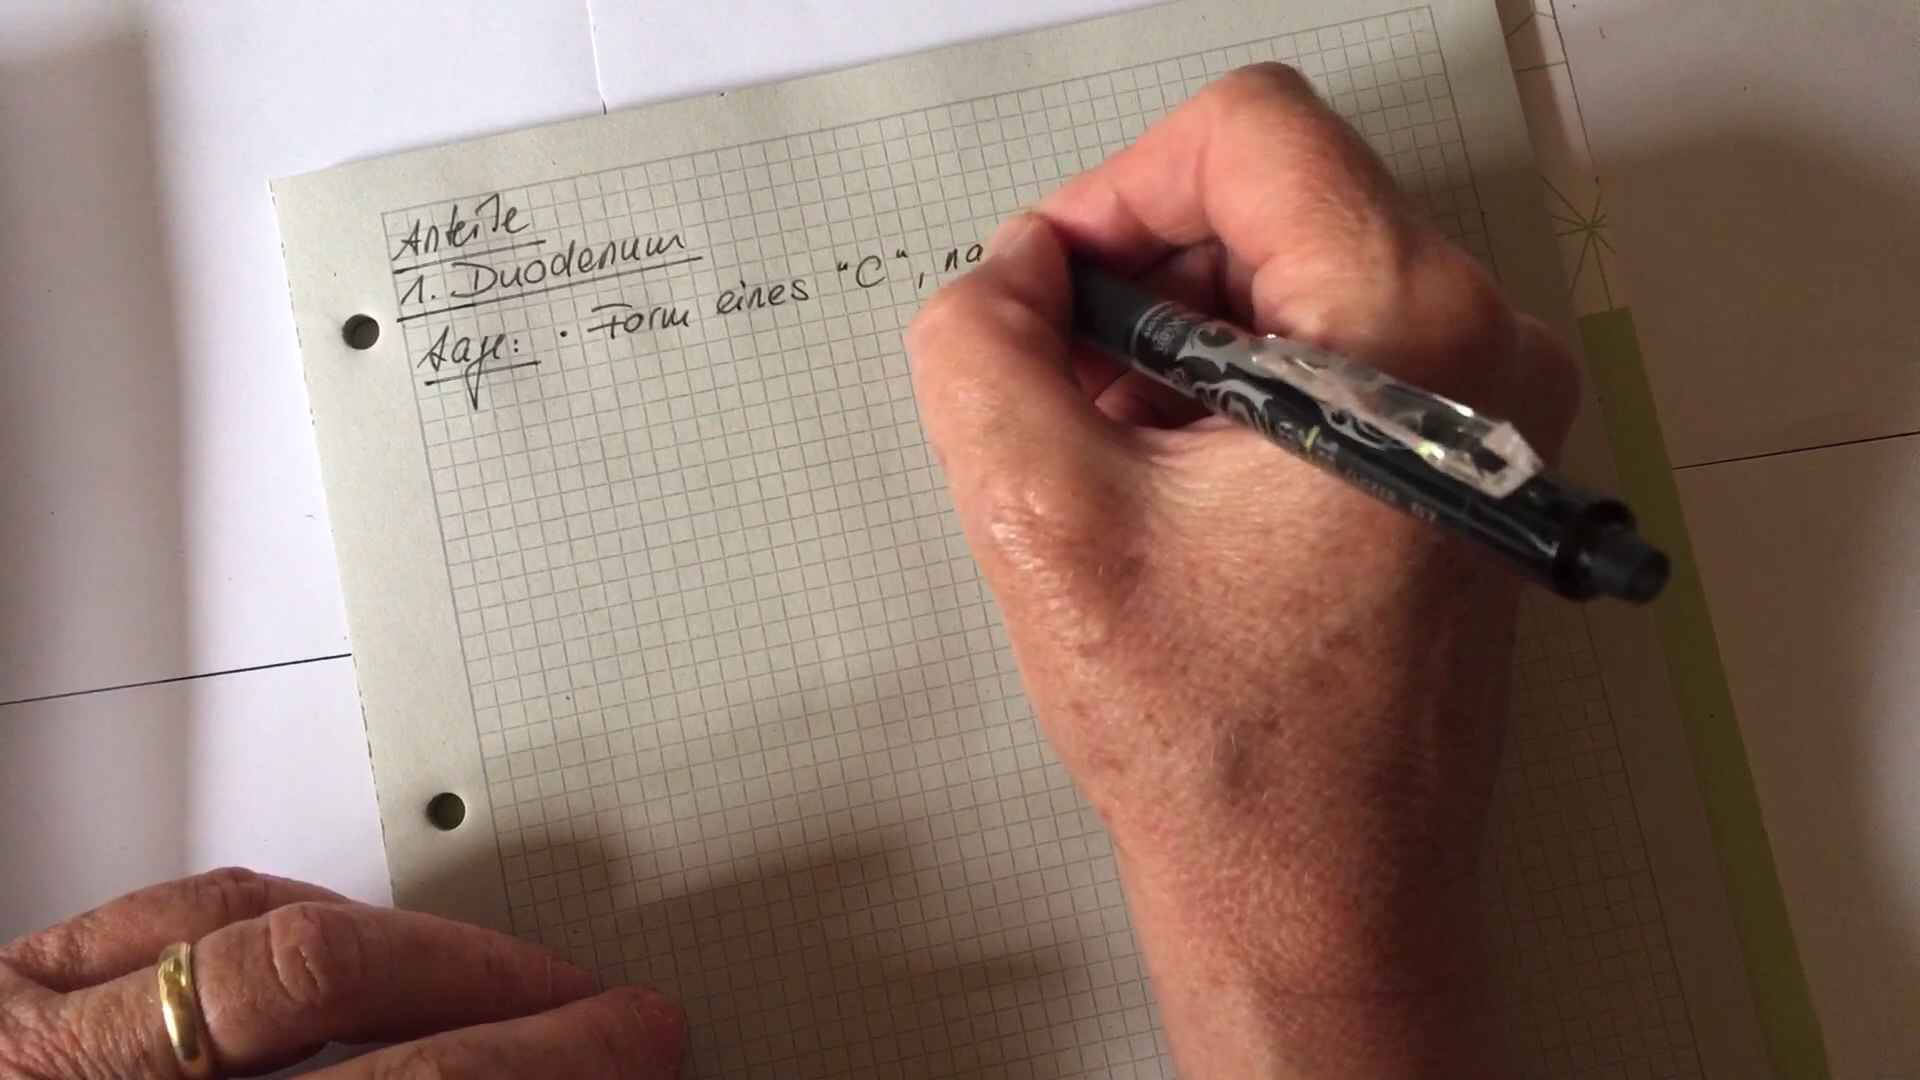 Anteile
1. Duodenum
Lage: · Form eines "C", na